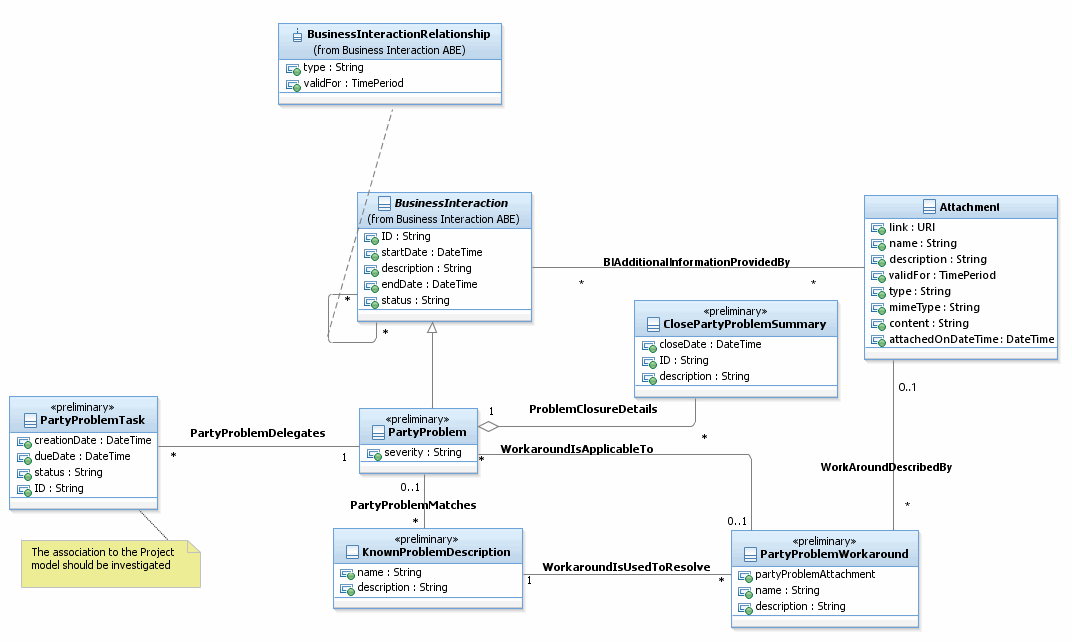 BusinessInteractionRelationship
(from Business Interaction ABE)
type : String
validFor : TimePeriod
BusinessInteraction
(from Business Interaction ABE)
ID : String
startDate : DateTime
description : String
endDate : DateTime
status : String
*
*
BIAdditionalInformationProvidedBy
*
*
Attachment
link : URI
name : String
description : String
validFor : TimePeriod
type : String
mimeType : String
content : String
attachedOnDateTime: DateTime
«preliminary»
ClosePartyProblemSummary
closeDate : DateTime
ID : String
description : String
0..1
«preliminary»
PartyProblemTask
creationDate : DateTime
dueDate : DateTime
status : String
ID : String
PartyProblemDelegates
*
1
«preliminary»
PartyProblem
severity : String
1
ProblemClosureDetails
*
WorkaroundIsApplicableTo
*
0..1
WorkAroundDescribedBy
*
0..1
PartyProblemMatches
*
The association to the Project
model should be investigated
«preliminary»
KnownProblemDescription
name : String
description : String
WorkaroundIsUsedToResolve
1
*
«preliminary»
PartyProblemWorkaround
partyProblemAttachment
name : String
description : String